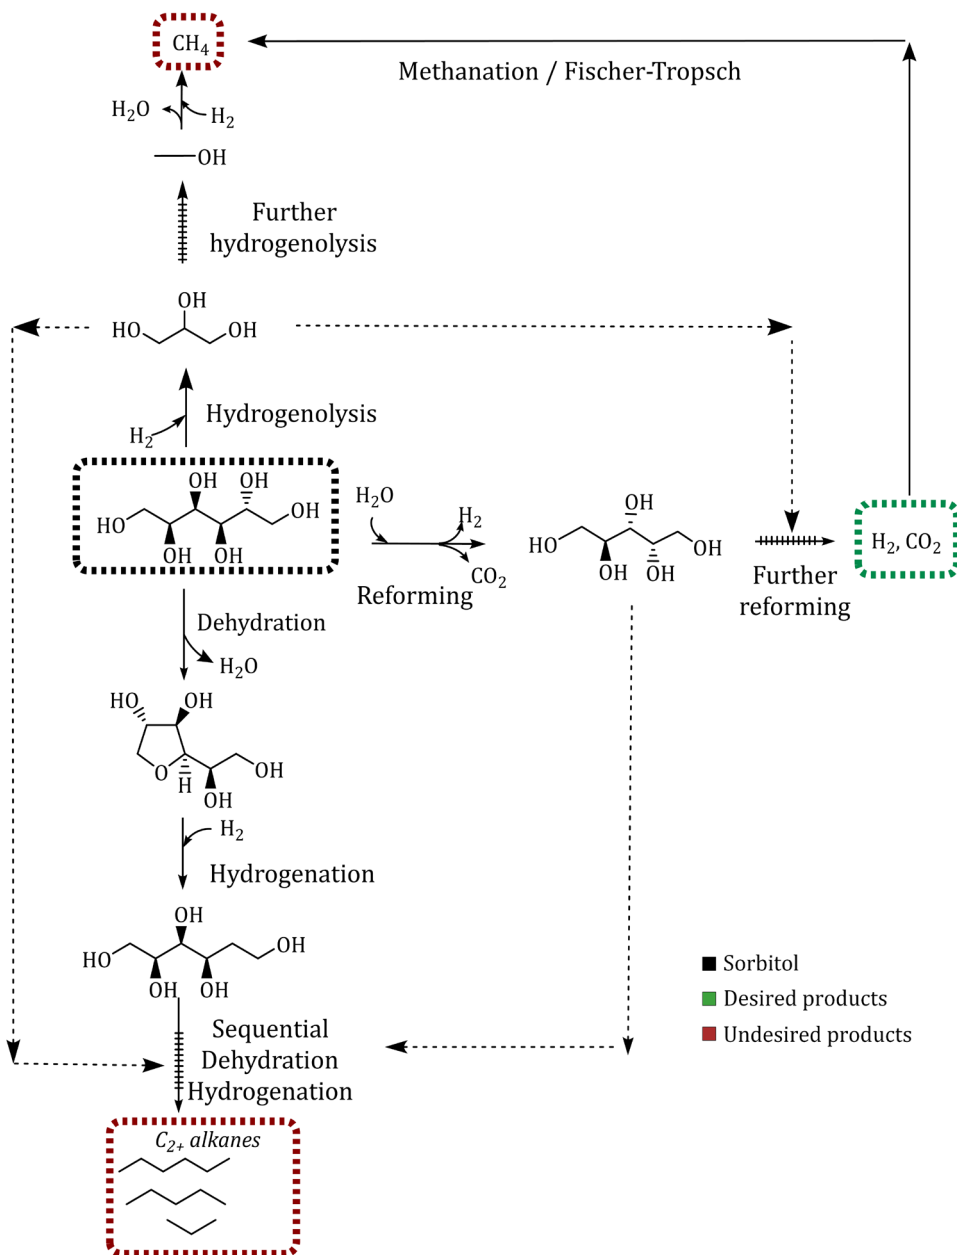 CH₄
Methanation / Fischer-Tropsch
H₂O
H₂
OH
Further
hydrogenolysis
OH
HO
OH
Hydrogenolysis
H₂
OH OH
HO
OH
OH OH
H₂O
H₂
CO₂
Reforming
OH
HO
OH
OH OH
Further
reforming
H₂, CO₂
Dehydration
H₂O
HO OH
O
H
OH
OH
H₂
Hydrogenation
OH
HO
OH
OH OH
Sequential
Dehydration
Hydrogenation
Sorbitol
Desired products
Undesired products
C₂₊ alkanes